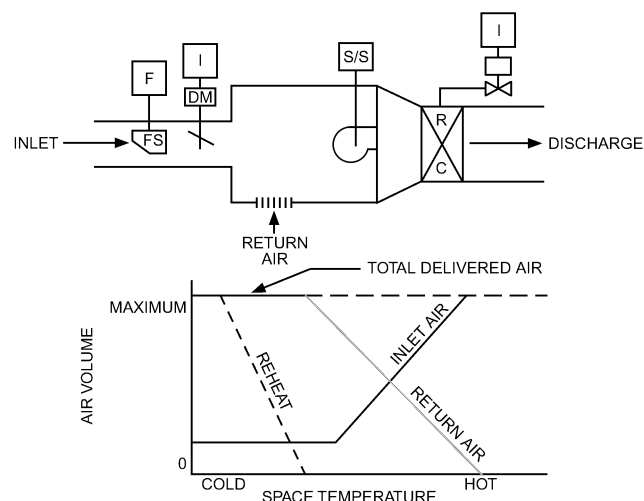 I
S/S
I
F
DM
FS
R
C
INLET
DISCHARGE
RETURN
AIR
TOTAL DELIVERED AIR
MAXIMUM
AIR VOLUME
REHEAT
INLET AIR
RETURN AIR
0
COLD
HOT
SPACE TEMPERATURE